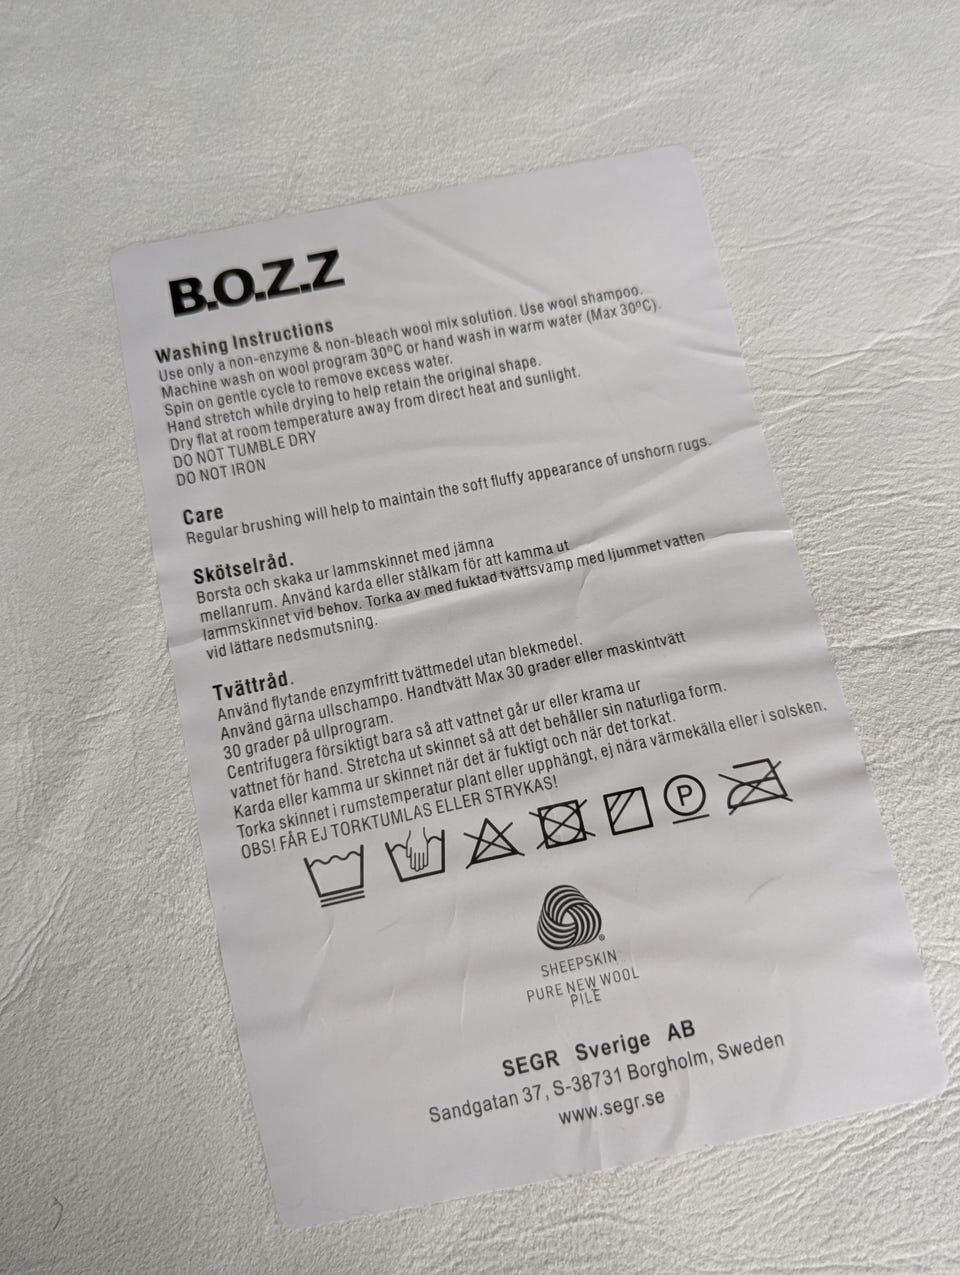 B.O.Z.Z
Washing Instructions
Use only a non-enzyme & non-bleach wool mix solution. Use wool shampoo.
Machine wash on wool program 30ºC or hand wash in warm water (Max 30ºC).
Spin on gentle cycle to remove excess water.
Hand stretch while drying to help retain the original shape.
Dry flat at room temperature away from direct heat and sunlight.
DO NOT TUMBLE DRY
DO NOT IRON
Care
Regular brushing will help to maintain the soft fluffy appearance of unshorn rugs.
Skötselråd.
Borsta och skaka ur lammskinnet med jämna
mellanrum. Använd karda eller stålkam för att kamma ut
lammskinnet vid behov. Torka av med fuktad tvättsvamp med ljummet vatten
vid lättare nedsmutsning.
Tvättråd.
Använd flytande enzymfritt tvättmedel utan blekmedel.
Använd gärna ullschampo. Handtvätt Max 30 grader eller maskintvätt
30 grader på ullprogram.
Centrifugera försiktigt bara så att vattnet går ur eller krama ur
vattnet för hand. Stretcha ut skinnet så att det behåller sin naturliga form.
Karda eller kamma ur skinnet när det är fuktigt och när det torkat.
Torka skinnet i rumstemperatur plant eller upphängt, ej nära värmekälla eller i solsken.
OBS! FÅR EJ TORKTUMLAS ELLER STRYKAS!
P
®
SHEEPSKIN
PURE NEW WOOL
PILE
SEGR Sverige AB
Sandgatan 37, S-38731 Borgholm, Sweden
www.segr.se